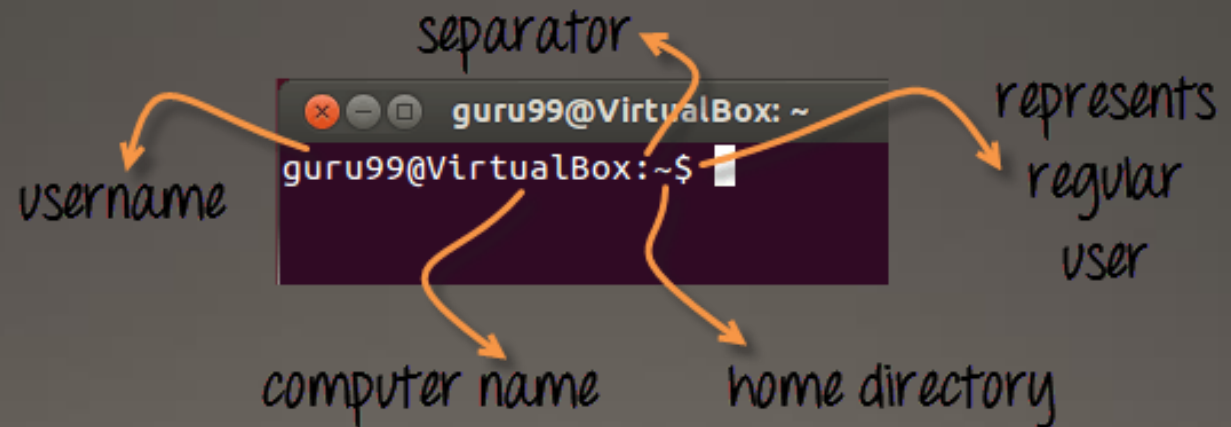 separator
guru99@VirtualBox: ~
represents
regular
user
guru99@VirtualBox:~$
username
computer name
home directory